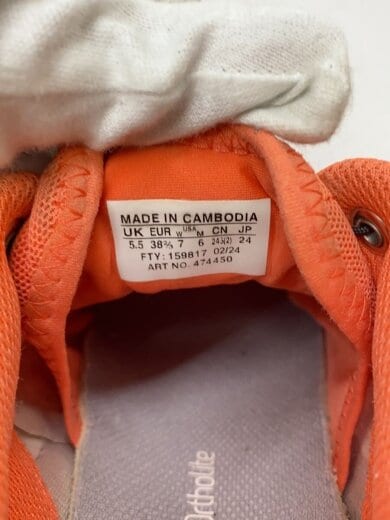 MADE IN CAMBODIA
UK EUR W USA M CN JP
5.5 38⅔ 7 6 24.5(2) 24
FTY: 159817 02/24
ART NO. 474450
Ortholite